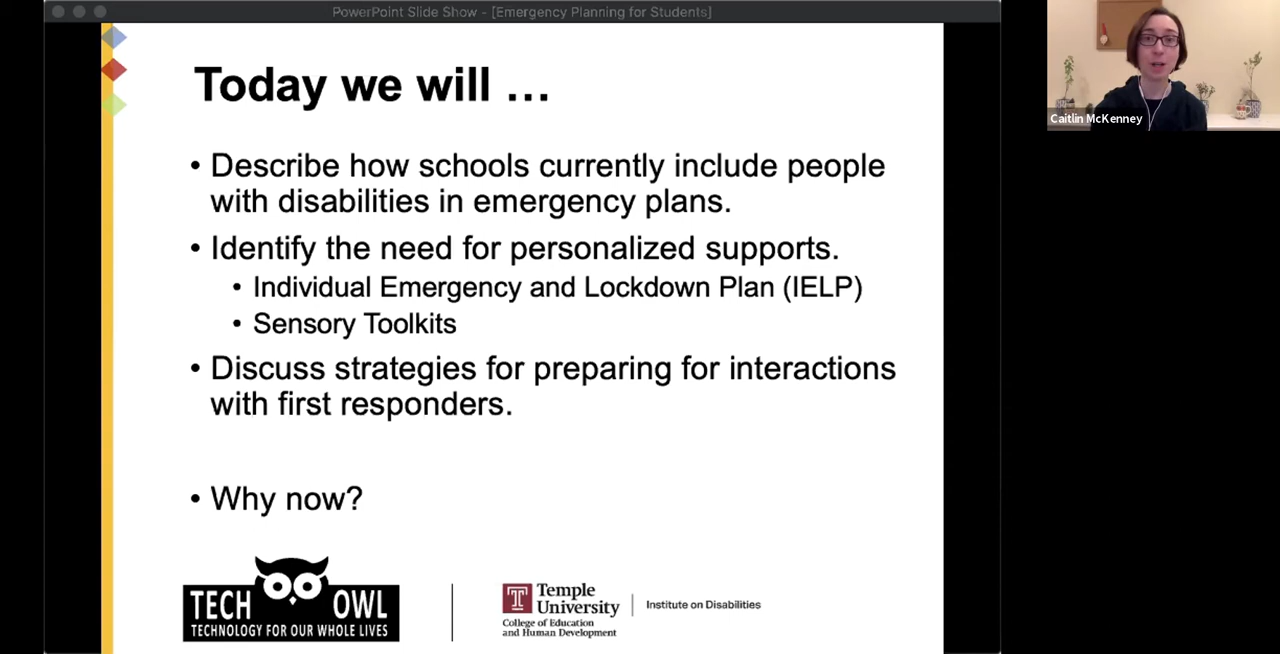 PowerPoint Slide Show - [Emergency Planning for Students]
Today we will …
• Describe how schools currently include people
with disabilities in emergency plans.
• Identify the need for personalized supports.
• Individual Emergency and Lockdown Plan (IELP)
• Sensory Toolkits
• Discuss strategies for preparing for interactions
with first responders.
• Why now?
TECH OWL
TECHNOLOGY FOR OUR WHOLE LIVES
T
Temple
University
College of Education
and Human Development
Institute on Disabilities
Caitlin McKenney